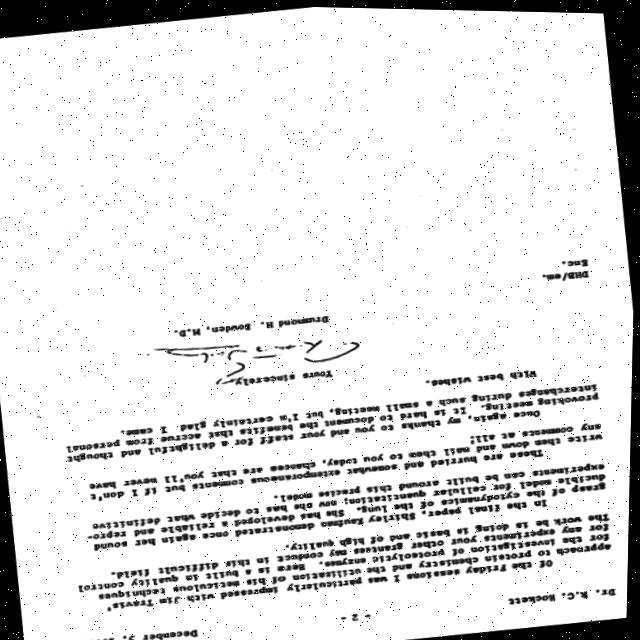 Dr. R.C. Hockett
- 2 -
December 3,
Of the Friday sessions I was particularly impressed with Jim Travis'
approach to protein chemistry and the utilization of his meticulous techniques
for the investigation of proteolytic enzymes. Here is a built in quality control
for any experiments your other grantees may conduct in this difficult field.
The work he is doing is basic and of high quality.
In the final paper, Shirley Kaufman demonstrated once again her sound
grasp of the cytodynamics of the lung. She has developed a reliable and repro-
ducible model for cellular quantitation; now she has to decide what definitive
experiments can be built around this precise model.
These are hurried and somewhat extemporaneous comments but if I don't
write them down and mail them to you today, chances are that you'll never have
any comments at all!
Once again, my thanks to you and your staff for a delightful and thought
provoking meeting. It is hard to document the benefits that accrue from personal
interchanges during such a small meeting, but I'm certainly glad I came.
With best wishes.
Yours sincerely,
Drummond H. Bowden, M.D.
DHB/em.
Enc.